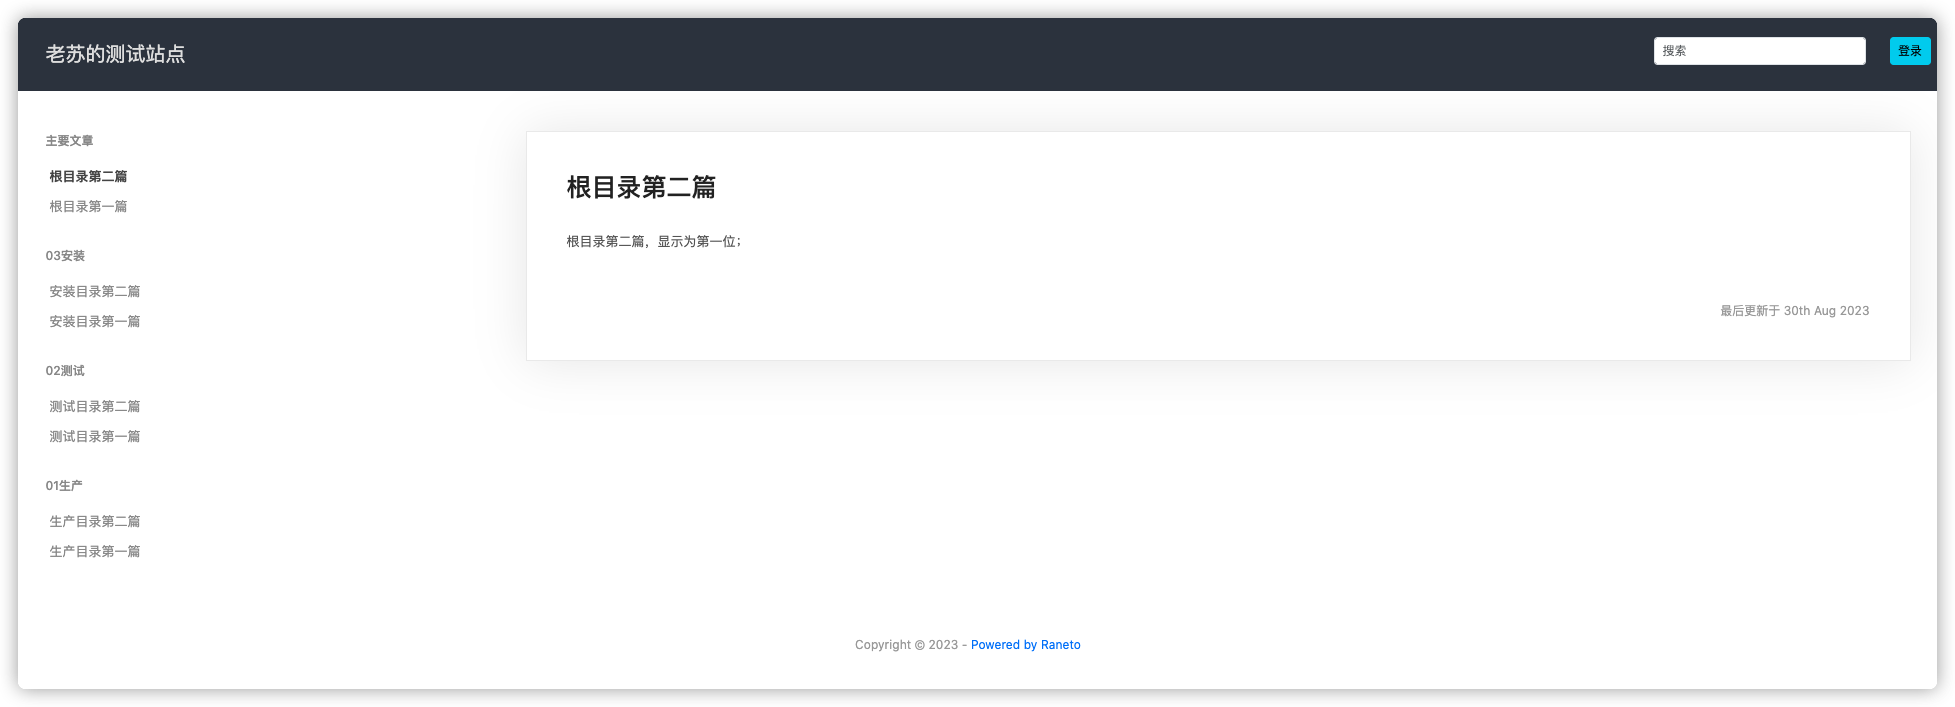 老苏的测试站点
搜索
登录
主要文章
根目录第二篇
根目录第一篇
03安装
安装目录第二篇
安装目录第一篇
02测试
测试目录第二篇
测试目录第一篇
01生产
生产目录第二篇
生产目录第一篇
根目录第二篇
根目录第二篇，显示为第一位；
最后更新于 30th Aug 2023
Copyright © 2023 - Powered by Raneto